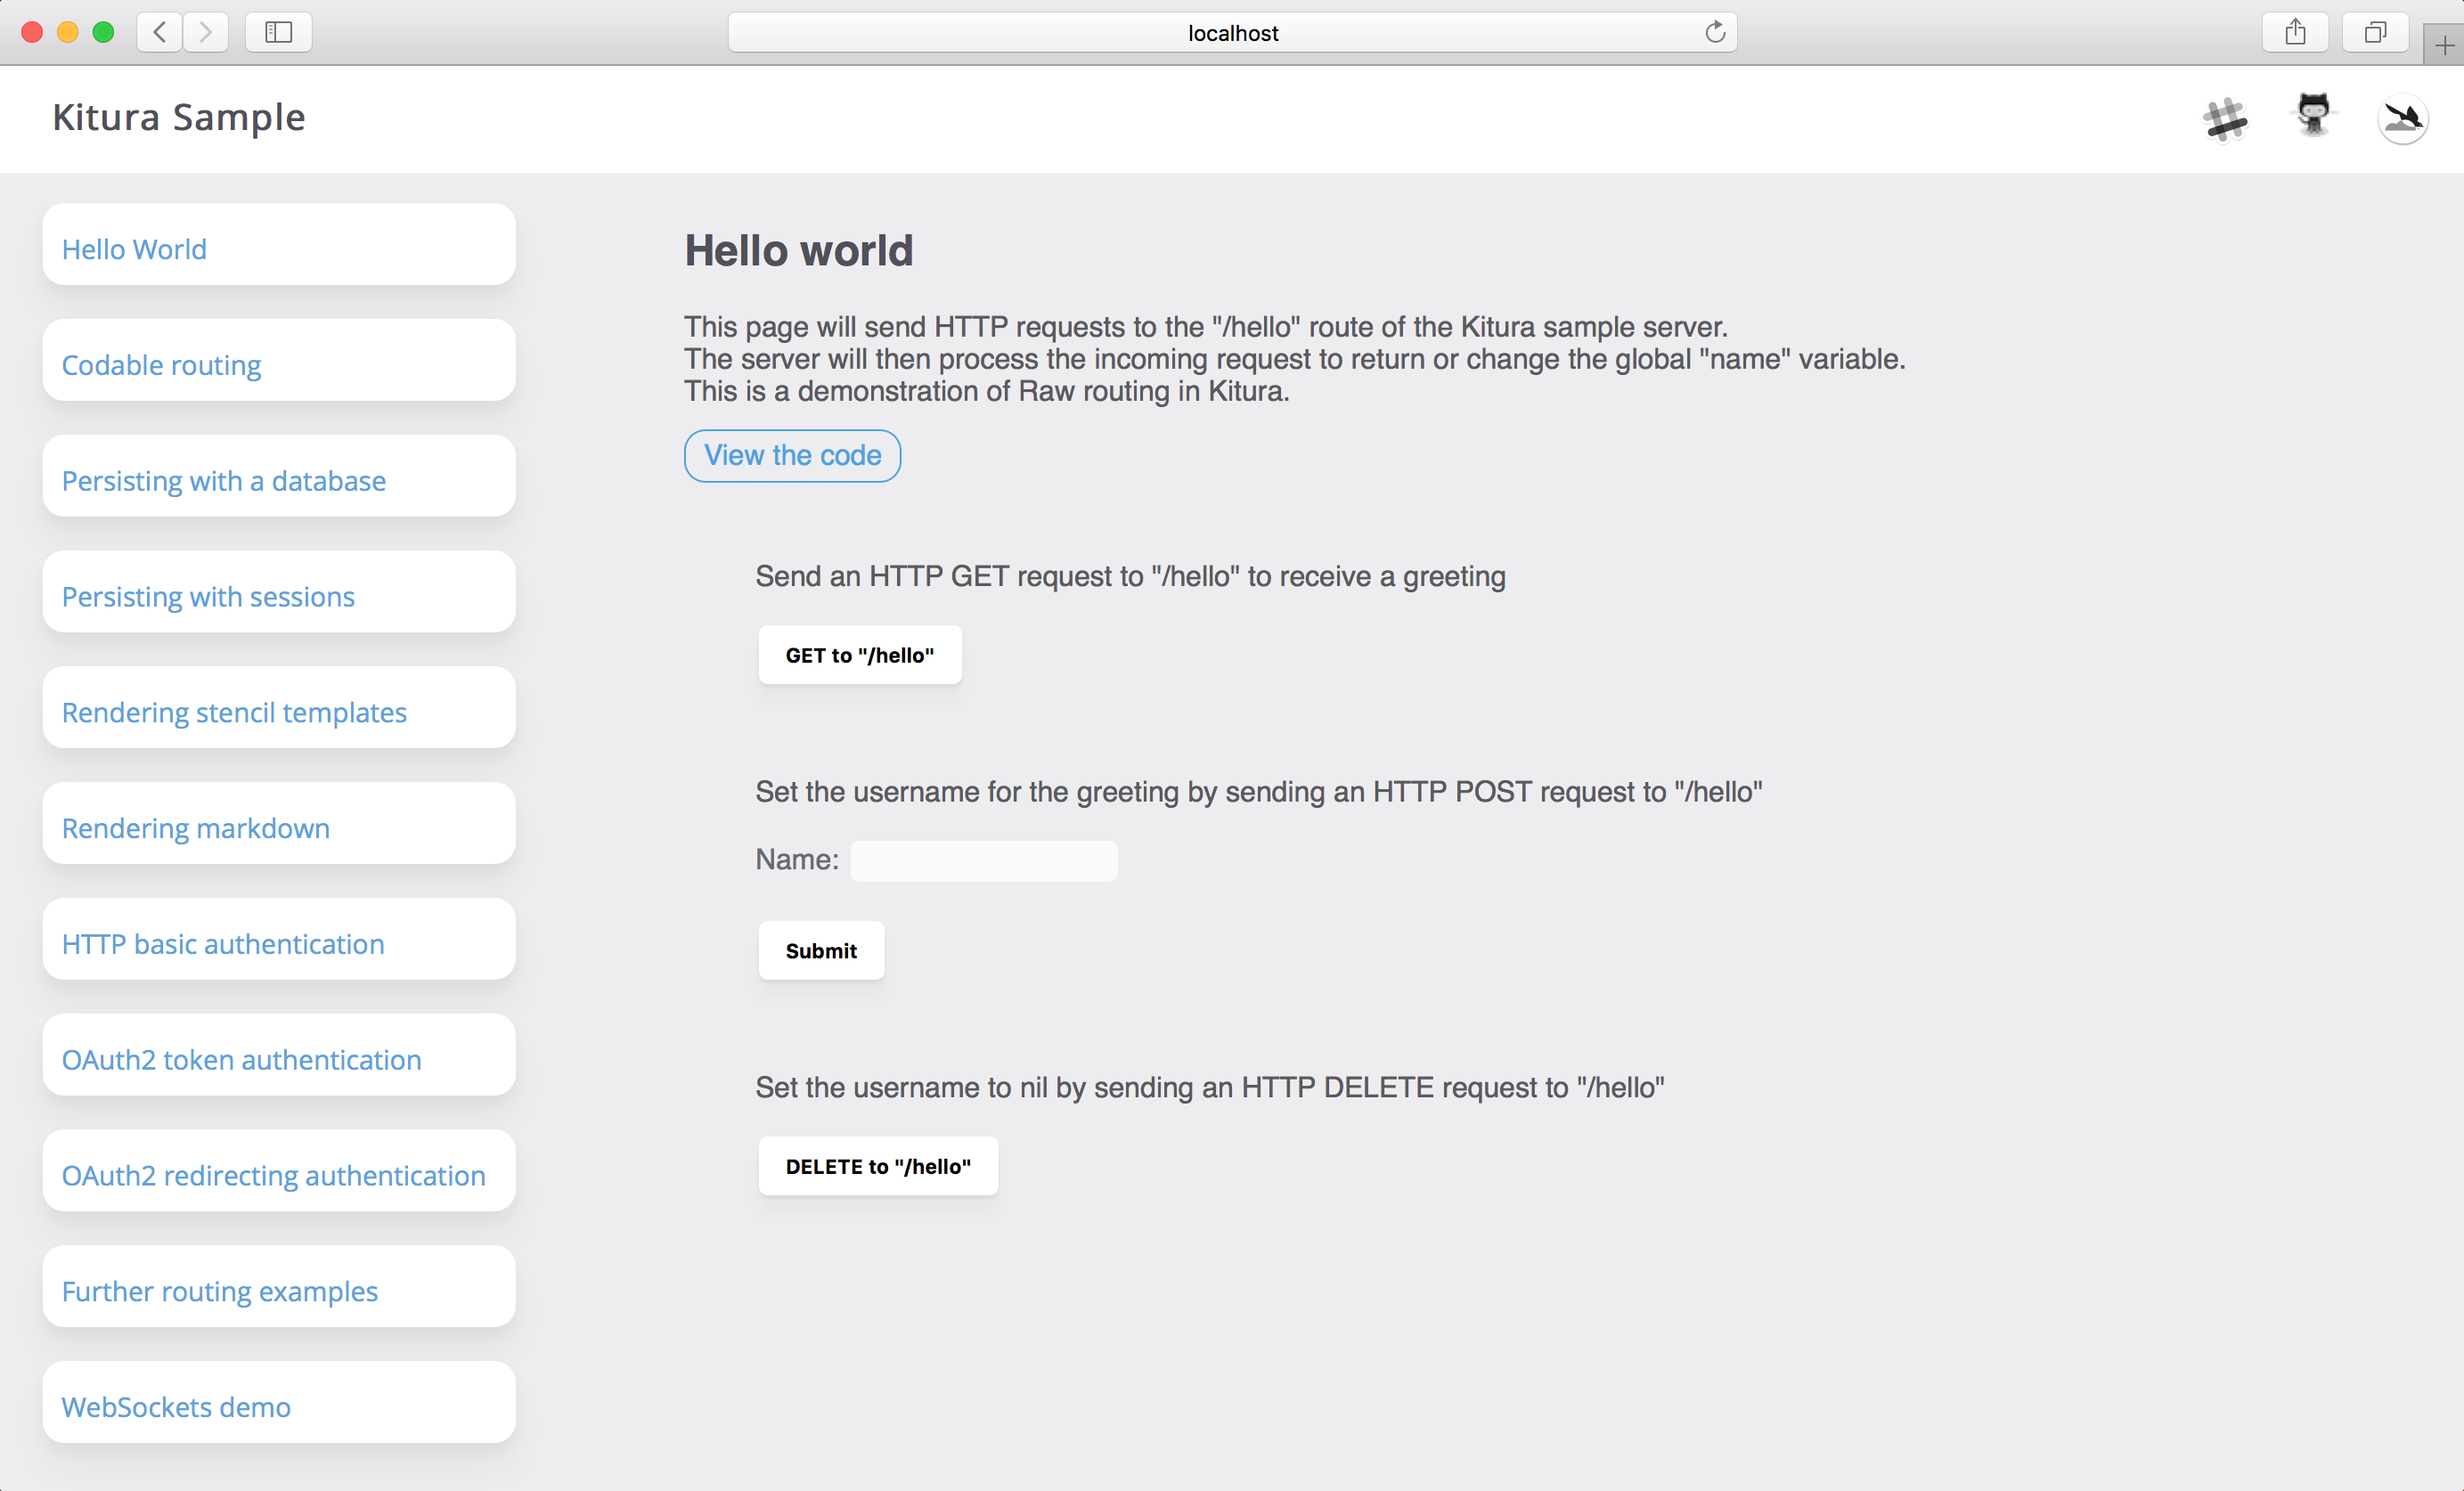 localhost
Kitura Sample
Hello World
Codable routing
Persisting with a database
Persisting with sessions
Rendering stencil templates
Rendering markdown
HTTP basic authentication
OAuth2 token authentication
OAuth2 redirecting authentication
Further routing examples
WebSockets demo
Hello world
This page will send HTTP requests to the "/hello" route of the Kitura sample server.
The server will then process the incoming request to return or change the global "name" variable.
This is a demonstration of Raw routing in Kitura.
View the code
Send an HTTP GET request to "/hello" to receive a greeting
GET to "/hello"
Set the username for the greeting by sending an HTTP POST request to "/hello"
Name:
Submit
Set the username to nil by sending an HTTP DELETE request to "/hello"
DELETE to "/hello"